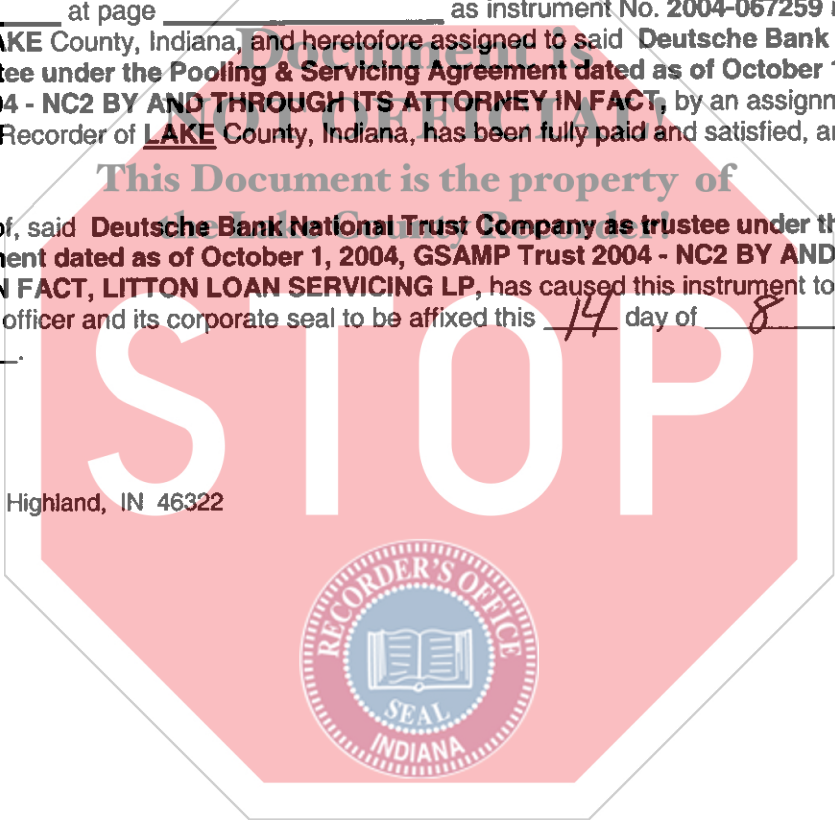 at page as instrument No. 2004-067259
AKE County, Indiana, and heretofore assigned to said Deutsche Bank
tee under the Pooling & Servicing Agreement dated as of October 1
04 - NC2 BY AND THROUGH ITS ATTORNEY IN FACT, by an assignm
Recorder of LAKE County, Indiana, has been fully paid and satisfied, an
of, said Deutsche Bank National Trust Company as trustee under th
ment dated as of October 1, 2004, GSAMP Trust 2004 - NC2 BY AND
N FACT, LITTON LOAN SERVICING LP, has caused this instrument to
officer and its corporate seal to be affixed this 14 day of 8
Highland, IN 46322
Document is
NOT OFFICIAL!
This Document is the property of
the Lake County Recorder!
STOP
RECORDER'S OFFICE
SEAL
INDIANA